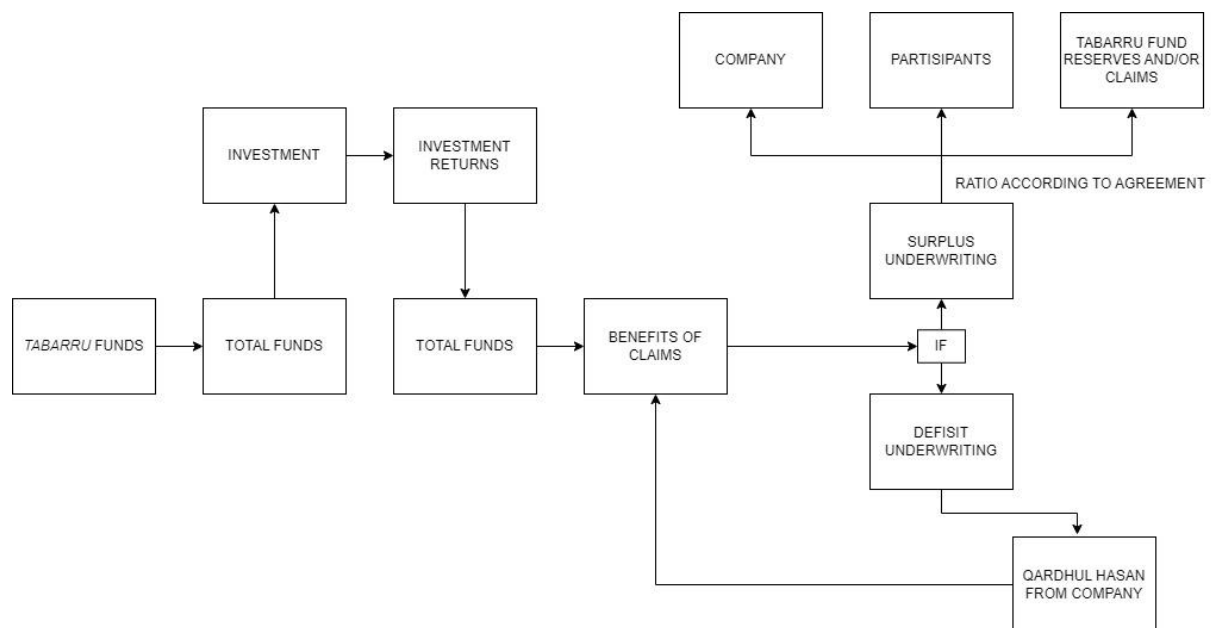 COMPANY
PARTISIPANTS
TABARRU FUND
RESERVES AND/OR
CLAIMS
INVESTMENT
INVESTMENT
RETURNS
RATIO ACCORDING TO AGREEMENT
SURPLUS
UNDERWRITING
TABARRU FUNDS
TOTAL FUNDS
TOTAL FUNDS
BENEFITS OF
CLAIMS
IF
DEFISIT
UNDERWRITING
QARDHUL HASAN
FROM COMPANY